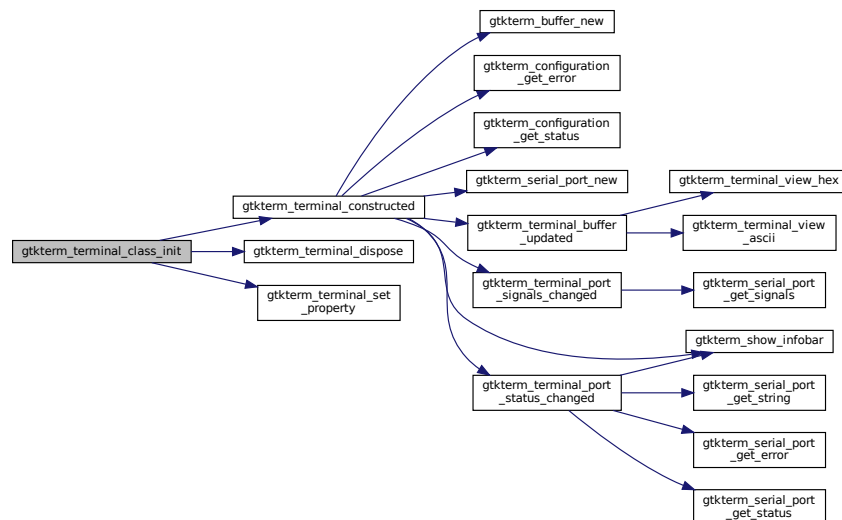 gtkterm_terminal_class_init
gtkterm_terminal_constructed
gtkterm_terminal_dispose
gtkterm_terminal_set
_property
gtkterm_buffer_new
gtkterm_configuration
_get_error
gtkterm_configuration
_get_status
gtkterm_serial_port_new
gtkterm_terminal_buffer
_updated
gtkterm_terminal_port
_signals_changed
gtkterm_terminal_port
_status_changed
gtkterm_terminal_view_hex
gtkterm_terminal_view
_ascii
gtkterm_serial_port
_get_signals
gtkterm_show_infobar
gtkterm_serial_port
_get_string
gtkterm_serial_port
_get_error
gtkterm_serial_port
_get_status